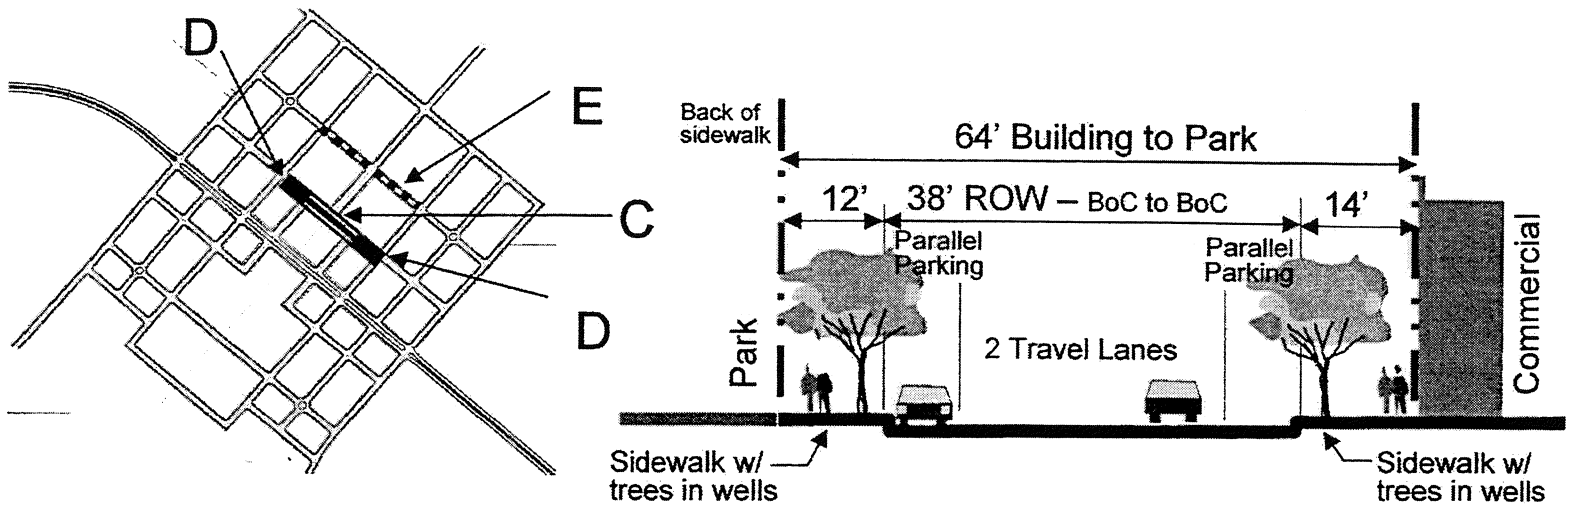 D
E
C
D
Back of
sidewalk
64' Building to Park
12'
38' ROW – BoC to BoC
14'
Parallel
Parking
Parallel
Parking
2 Travel Lanes
Park
Commercial
Sidewalk w/
trees in wells
Sidewalk w/
trees in wells